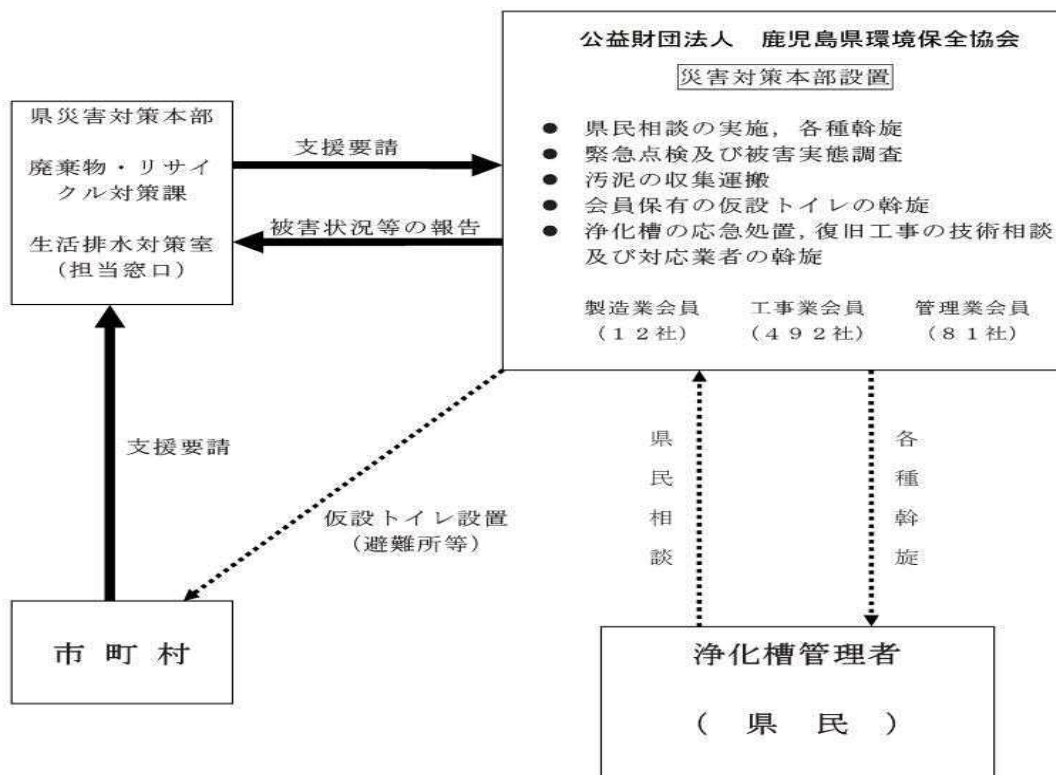 公益財団法人 鹿児島県環境保全協会
災害対策本部設置
● 県民相談の実施，各種斡旋
● 緊急点検及び被害実態調査
● 汚泥の収集運搬
● 会員保有の仮設トイレの斡旋
● 浄化槽の応急処置，復旧工事の技術相談
及び対応業者の斡旋
製造業会員 工事業会員 管理業会員
(１２社) (４９２社) (８１社)
県災害対策本部
廃棄物・リサイ
クル対策課
生活排水対策室
(担当窓口)
支援要請
被害状況等の報告
支援要請
仮設トイレ設置
(避難所等)
県民相談
各種斡旋
市町村
浄化槽管理者
(県民)